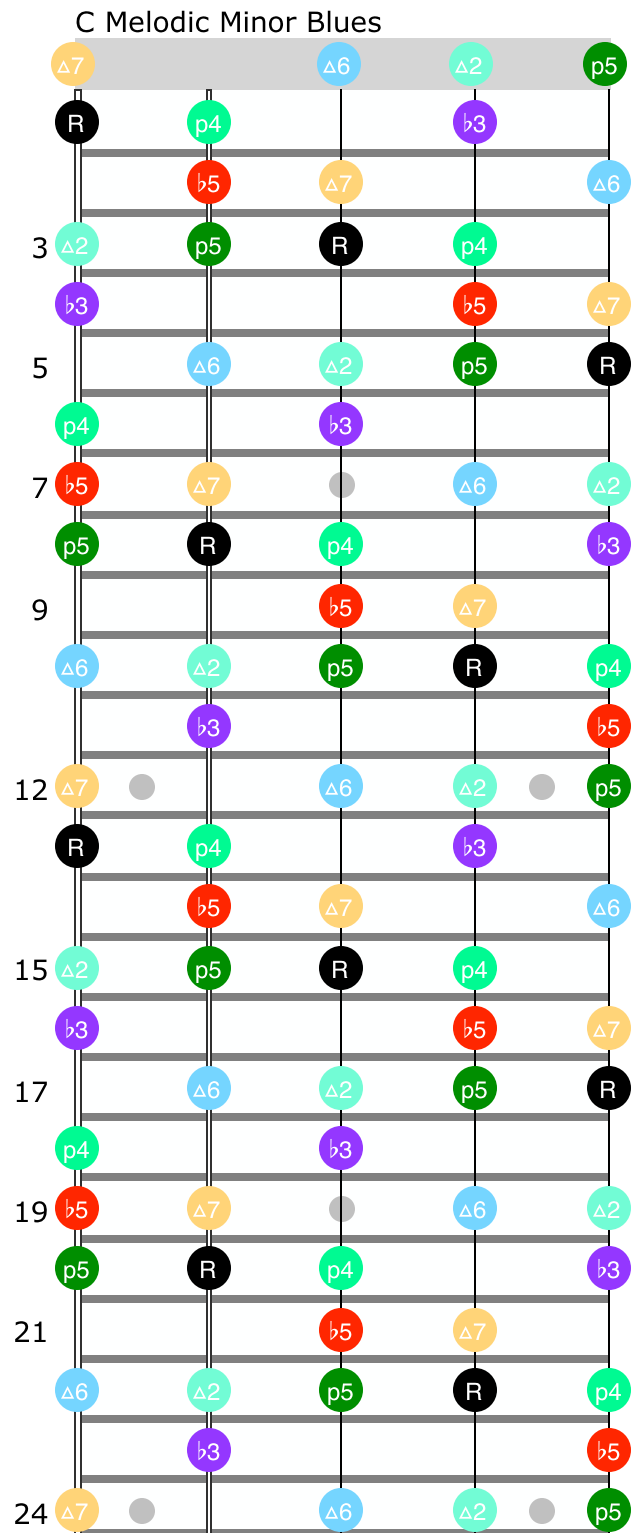 C Melodic Minor Blues
△7 △6 △2 p5
R p4 ♭3
♭5 △7 △6
3 △2 p5 R p4
♭3 ♭5 △7
5 △6 △2 p5 R
p4 ♭3
7 ♭5 △7 △6 △2
p5 R p4 ♭3
9 ♭5 △7
△6 △2 p5 R p4
♭3 ♭5
12 △7 △6 △2 p5
R p4 ♭3
♭5 △7 △6
15 △2 p5 R p4
♭3 ♭5 △7
17 △6 △2 p5 R
p4 ♭3
19 ♭5 △7 △6 △2
p5 R p4 ♭3
21 ♭5 △7
△6 △2 p5 R p4
♭3 ♭5
24 △7 △6 △2 p5